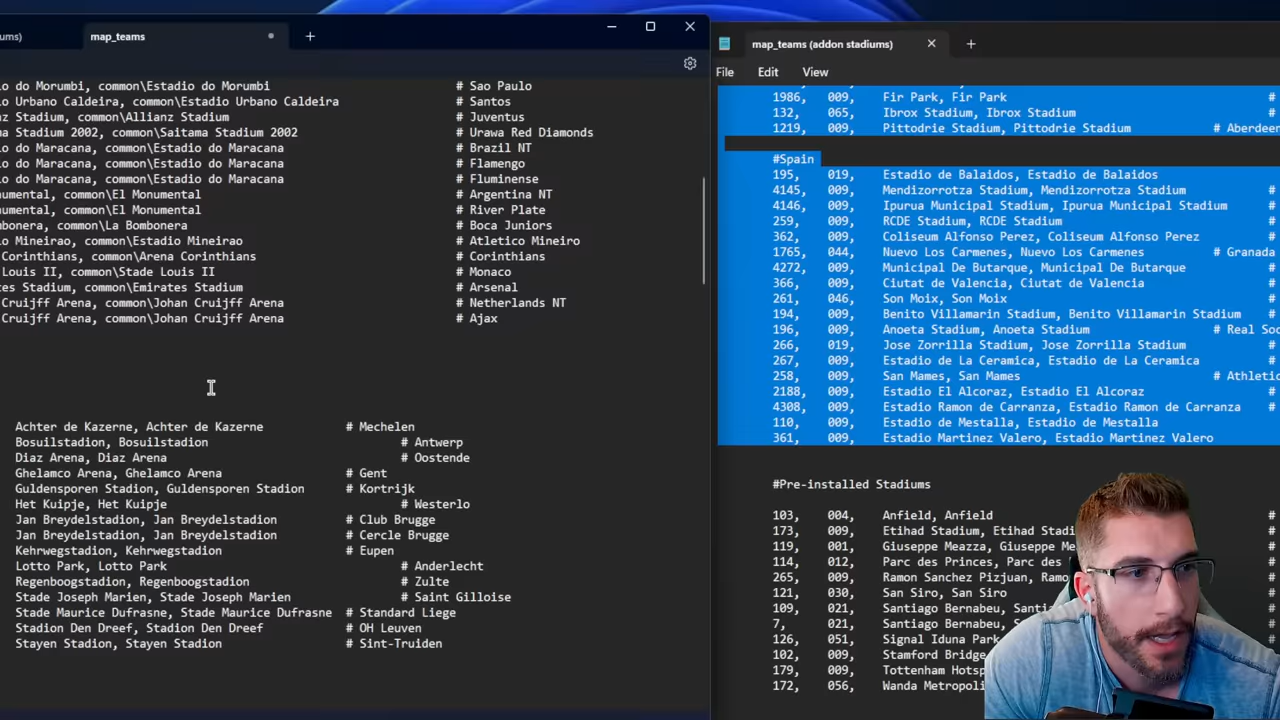 ums)
map_teams
o do Morumbi, common\Estadio do Morumbi # Sao Paulo
o Urbano Caldeira, common\Estadio Urbano Caldeira # Santos
z Stadium, common\Allianz Stadium # Juventus
ma Stadium 2002, common\Saitama Stadium 2002 # Urawa Red Diamonds
o do Maracana, common\Estadio do Maracana # Brazil NT
o do Maracana, common\Estadio do Maracana # Flamengo
o do Maracana, common\Estadio do Maracana # Fluminense
numental, common\El Monumental # Argentina NT
numental, common\El Monumental # River Plate
mbonera, common\La Bombonera # Boca Juniors
o Mineirao, common\Estadio Mineirao # Atletico Mineiro
Corinthians, common\Arena Corinthians # Corinthians
Louis II, common\Stade Louis II # Monaco
es Stadium, common\Emirates Stadium # Arsenal
Cruijff Arena, common\Johan Cruijff Arena # Netherlands NT
Cruijff Arena, common\Johan Cruijff Arena # Ajax
Achter de Kazerne, Achter de Kazerne # Mechelen
Bosuilstadion, Bosuilstadion # Antwerp
Diaz Arena, Diaz Arena # Oostende
Ghelamco Arena, Ghelamco Arena # Gent
Guldensporen Stadion, Guldensporen Stadion # Kortrijk
Het Kuipje, Het Kuipje # Westerlo
Jan Breydelstadion, Jan Breydelstadion # Club Brugge
Jan Breydelstadion, Jan Breydelstadion # Cercle Brugge
Kehrwegstadion, Kehrwegstadion # Eupen
Lotto Park, Lotto Park # Anderlecht
Regenboogstadion, Regenboogstadion # Zulte
Stade Joseph Marien, Stade Joseph Marien # Saint Gilloise
Stade Maurice Dufrasne, Stade Maurice Dufrasne # Standard Liege
Stadion Den Dreef, Stadion Den Dreef # OH Leuven
Stayen Stadion, Stayen Stadion # Sint-Truiden
map_teams (addon stadiums)
File Edit View
1986, 009, Fir Park, Fir Park #
132, 065, Ibrox Stadium, Ibrox Stadium #
1219, 009, Pittodrie Stadium, Pittodrie Stadium # Aberdeen
#Spain
195, 019, Estadio de Balaidos, Estadio de Balaidos
4145, 009, Mendizorrotza Stadium, Mendizorrotza Stadium #
4146, 009, Ipurua Municipal Stadium, Ipurua Municipal Stadium #
259, 009, RCDE Stadium, RCDE Stadium #
362, 009, Coliseum Alfonso Perez, Coliseum Alfonso Perez #
1765, 044, Nuevo Los Carmenes, Nuevo Los Carmenes # Granada
4272, 009, Municipal De Butarque, Municipal De Butarque #
366, 009, Ciutat de Valencia, Ciutat de Valencia #
261, 046, Son Moix, Son Moix #
194, 009, Benito Villamarin Stadium, Benito Villamarin Stadium #
196, 009, Anoeta Stadium, Anoeta Stadium # Real Soc
266, 019, Jose Zorrilla Stadium, Jose Zorrilla Stadium #
267, 009, Estadio de La Ceramica, Estadio de La Ceramica #
258, 009, San Mames, San Mames # Athletic
2188, 009, Estadio El Alcoraz, Estadio El Alcoraz #
4308, 009, Estadio Ramon de Carranza, Estadio Ramon de Carranza #
110, 009, Estadio de Mestalla, Estadio de Mestalla #
361, 009, Estadio Martinez Valero, Estadio Martinez Valero
#Pre-installed Stadiums
103, 004, Anfield, Anfield #
173, 009, Etihad Stadium, Etihad Stadi #
119, 001, Giuseppe Meazza, Giuseppe Me #
114, 012, Parc des Princes, Parc des #
265, 009, Ramon Sanchez Pizjuan, Ramo #
121, 030, San Siro, San Siro #
109, 021, Santiago Bernabeu, Santi #
7, 021, Santiago Bernabeu, S #
126, 051, Signal Iduna Park, #
102, 009, Stamford Bridge #
179, 009, Tottenham Hotsp #
172, 056, Wanda Metropoli #